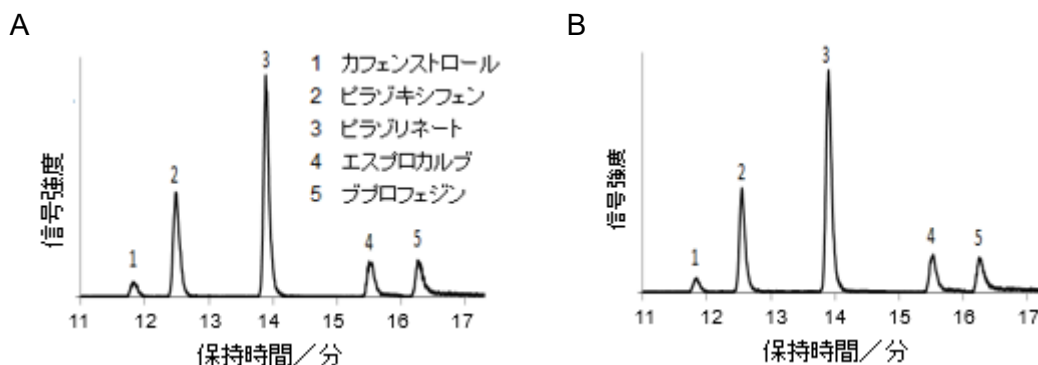 A
1 カフェンストロール
2 ピラゾキシフェン
3 ピラゾリネート
4 エスプロカルブ
5 ブプロフェジン
信号強度
1
2
3
4
5
11 12 13 14 15 16 17
保持時間／分
B
信号強度
1
2
3
4
5
11 12 13 14 15 16 17
保持時間／分